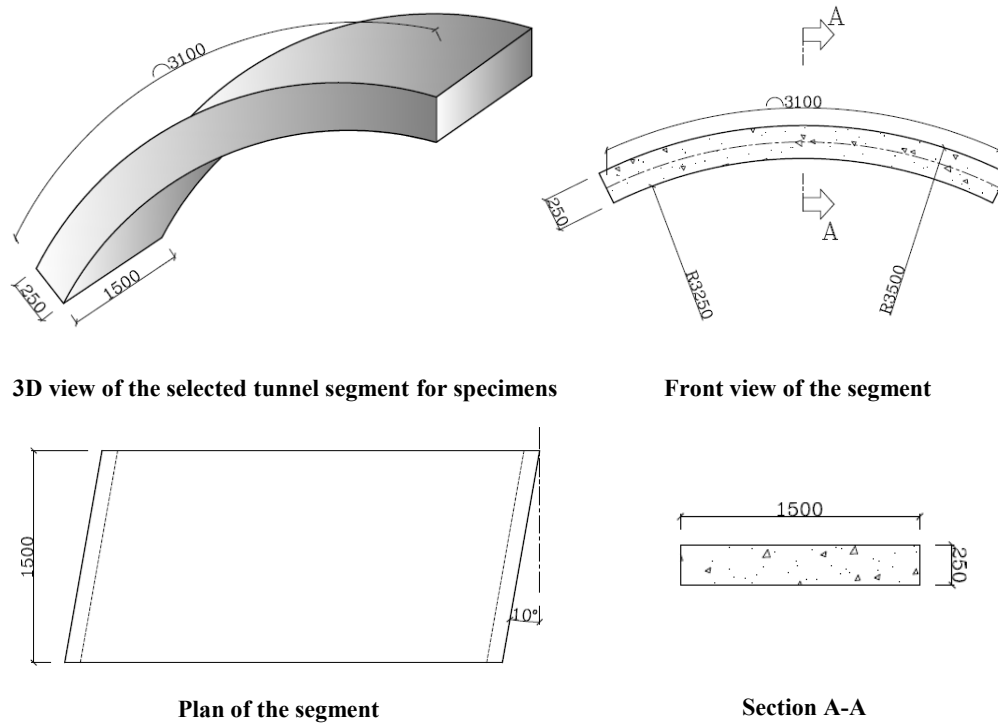 ⌒3100
250
1500
3D view of the selected tunnel segment for specimens
A
⌒3100
250
A
R3250
R3500
Front view of the segment
1500
10°
Plan of the segment
1500
250
Section A-A